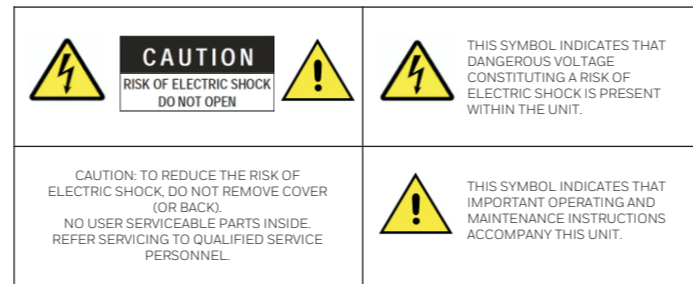 CAUTION
RISK OF ELECTRIC SHOCK
DO NOT OPEN
THIS SYMBOL INDICATES THAT
DANGEROUS VOLTAGE
CONSTITUTING A RISK OF
ELECTRIC SHOCK IS PRESENT
WITHIN THE UNIT.
CAUTION: TO REDUCE THE RISK OF
ELECTRIC SHOCK, DO NOT REMOVE COVER
(OR BACK).
NO USER SERVICEABLE PARTS INSIDE.
REFER SERVICING TO QUALIFIED SERVICE
PERSONNEL.
THIS SYMBOL INDICATES THAT
IMPORTANT OPERATING AND
MAINTENANCE INSTRUCTIONS
ACCOMPANY THIS UNIT.